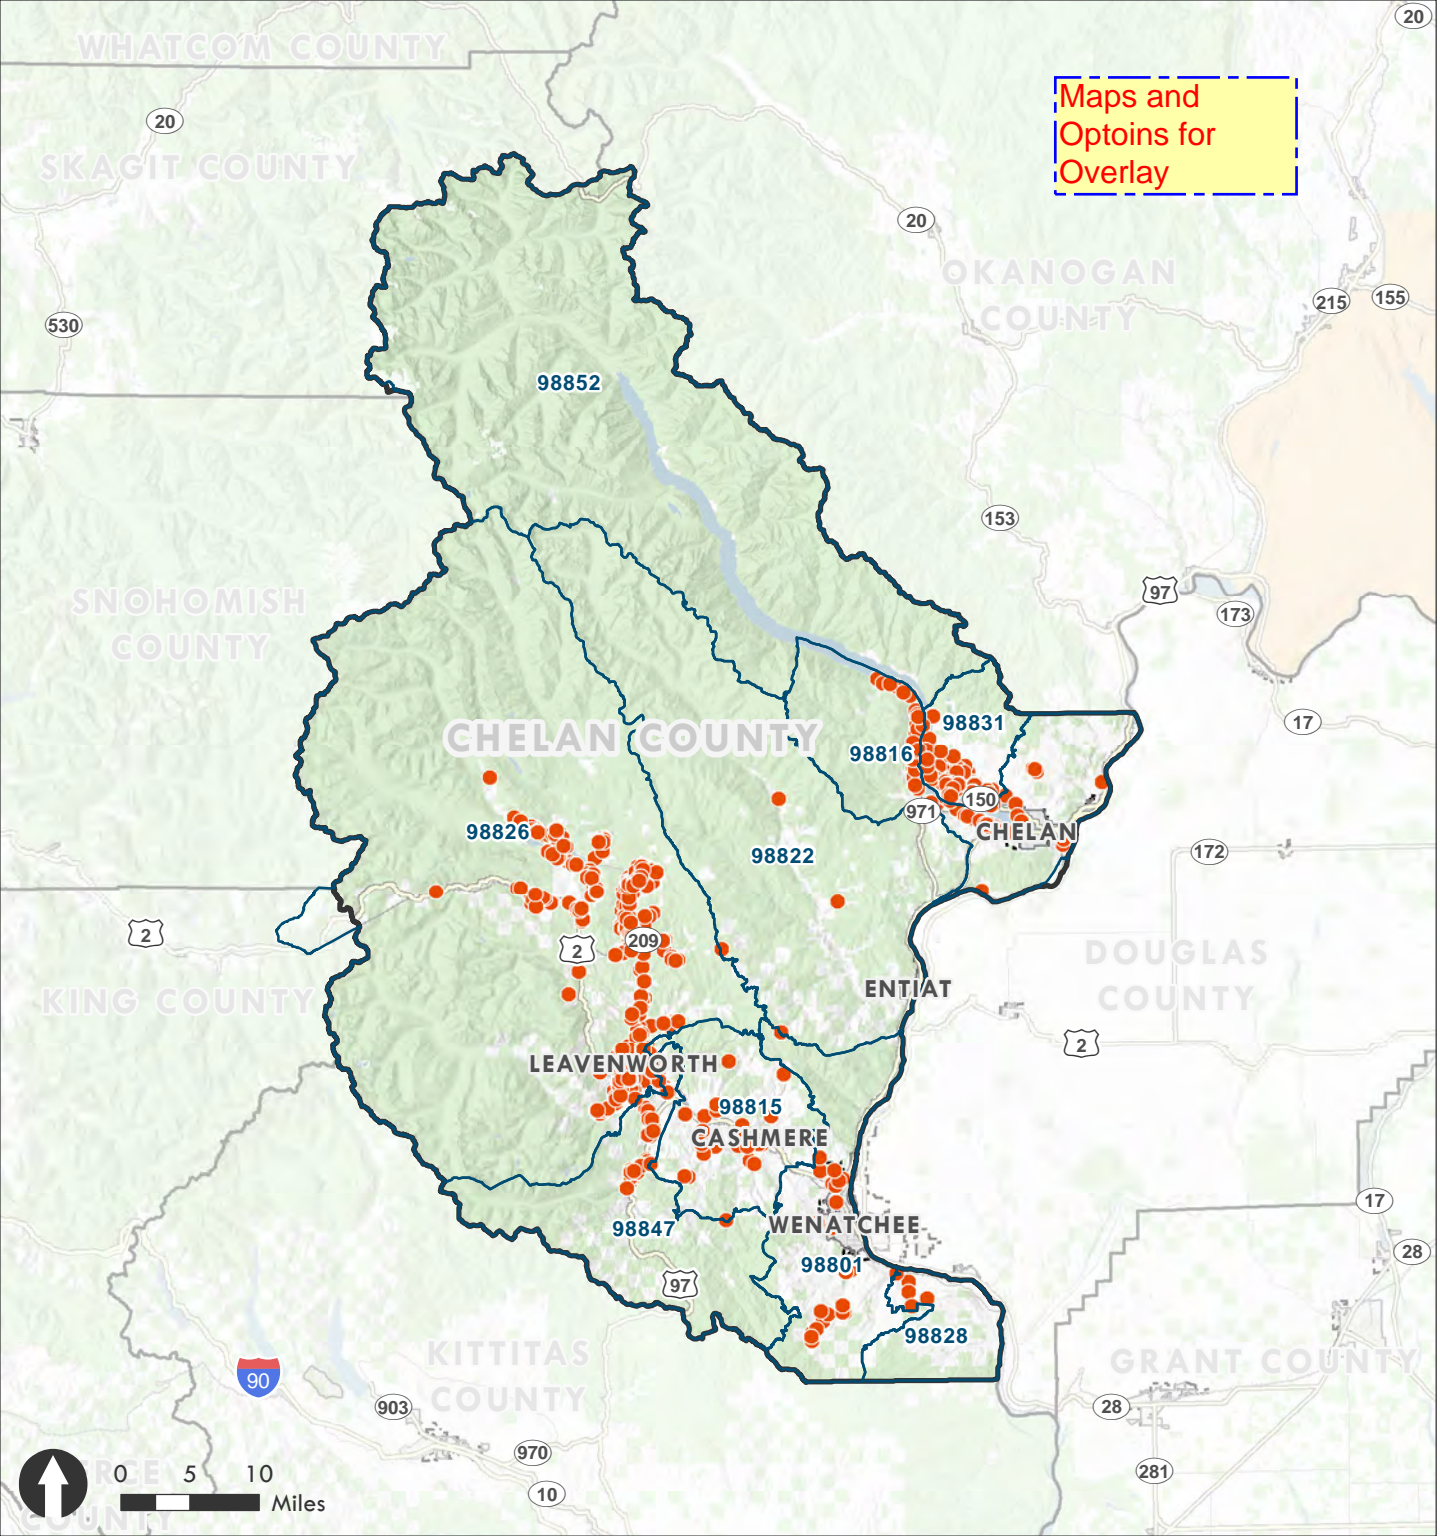 20
WHATCOM COUNTY
Maps and
Optoins for
Overlay
20
SKAGIT COUNTY
20
OKANOGAN
COUNTY
215
155
530
98852
153
97
173
SNOHOMISH
COUNTY
17
98831
CHELAN COUNTY
98816
150
971
98826
CHELAN
98822
172
2
209
2
DOUGLAS
COUNTY
ENTIAT
KING COUNTY
2
LEAVENWORTH
98815
CASHMERE
17
98847
WENATCHEE
28
98801
97
98828
KITTITAS
COUNTY
GRANT COUNTY
90
903
28
970
281
10
RCE
COUNTY
0 5 10
Miles